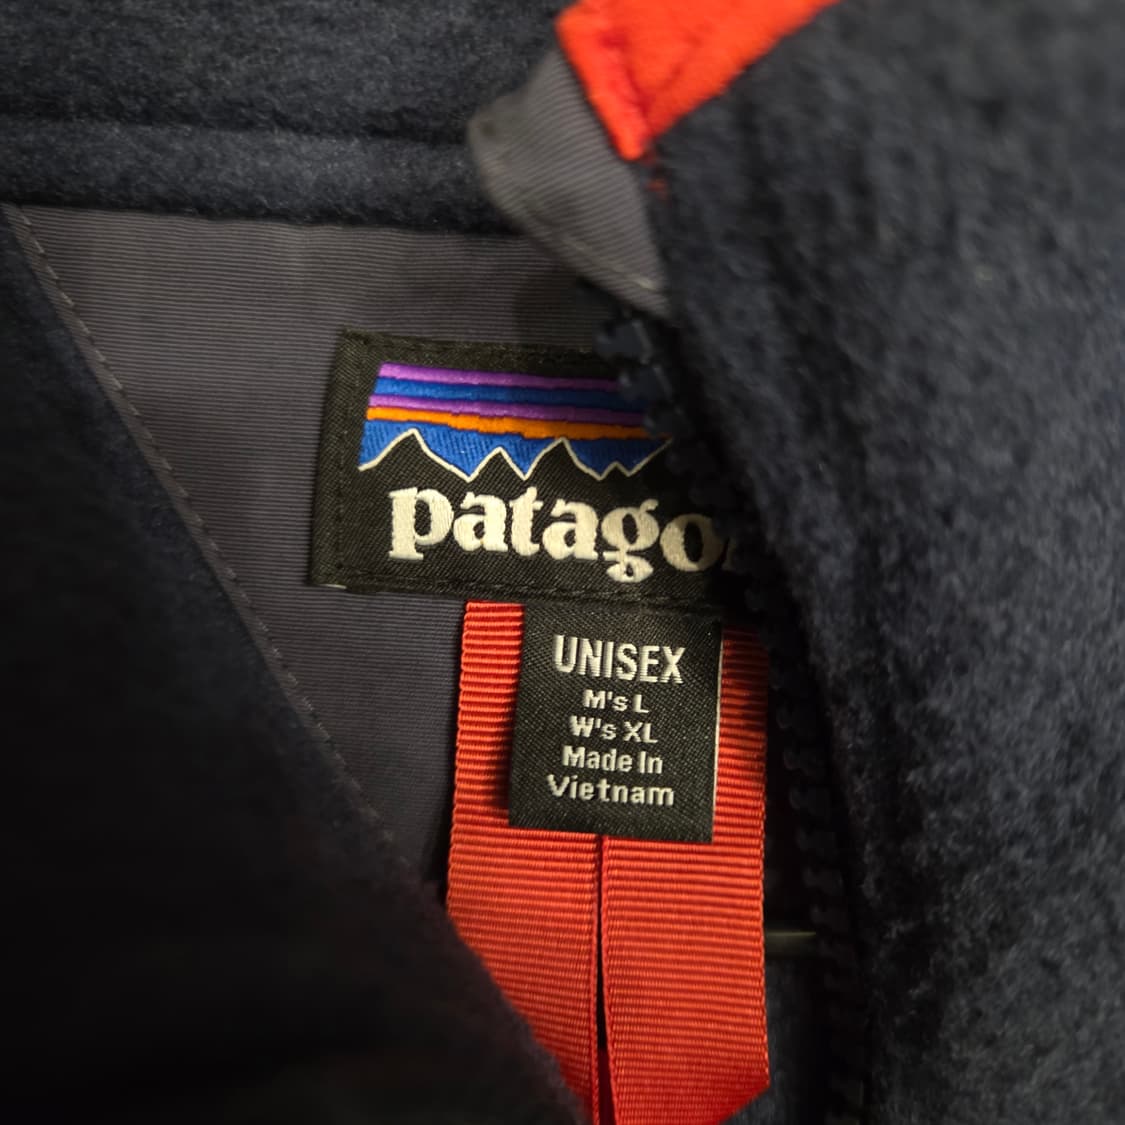 patago
UNISEX
M's L
W's XL
Made In
Vietnam